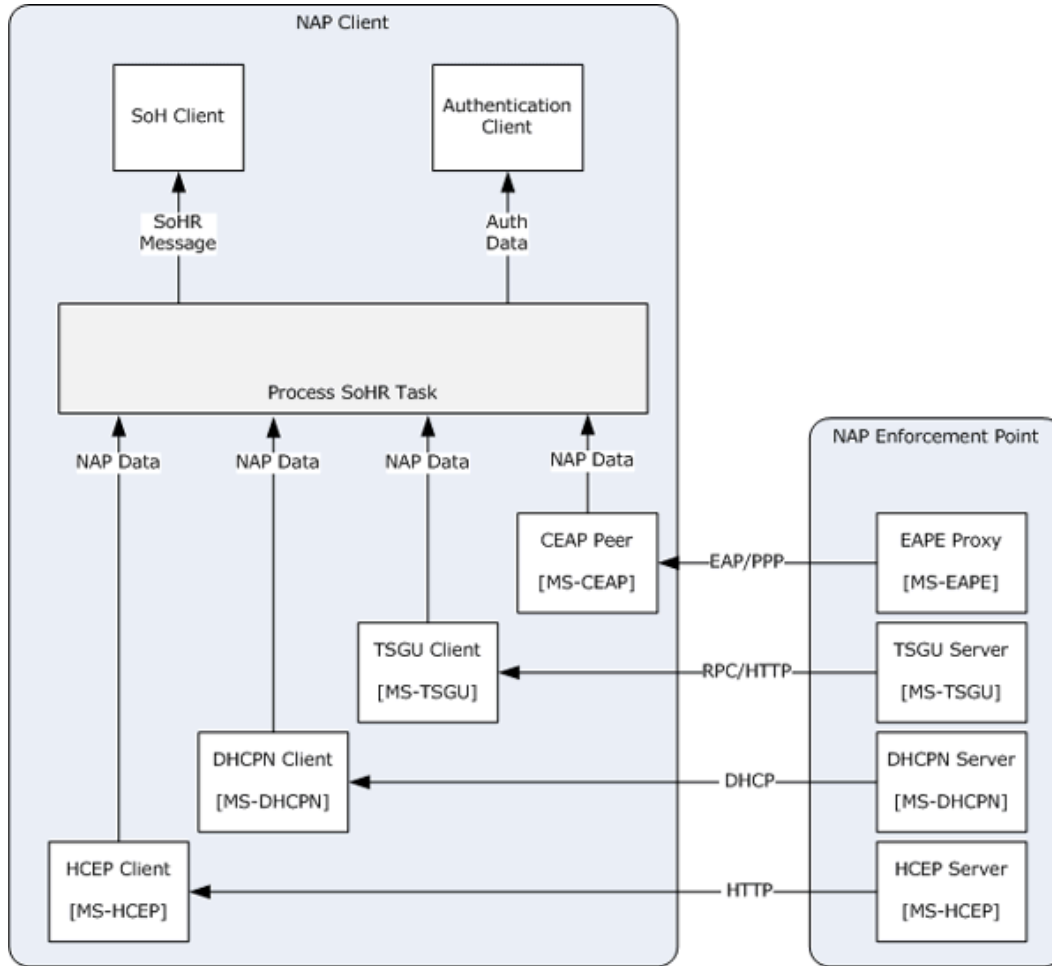 NAP Client
SoH Client
Authentication
Client
SoHR
Message
Auth
Data
Process SoHR Task
NAP Data
NAP Data
NAP Data
NAP Data
NAP Enforcement Point
CEAP Peer
[MS-CEAP]
EAP/PPP
EAPE Proxy
[MS-EAPE]
TSGU Client
[MS-TSGU]
RPC/HTTP
TSGU Server
[MS-TSGU]
DHCPN Client
[MS-DHCPN]
DHCP
DHCPN Server
[MS-DHCPN]
HCEP Client
[MS-HCEP]
HTTP
HCEP Server
[MS-HCEP]